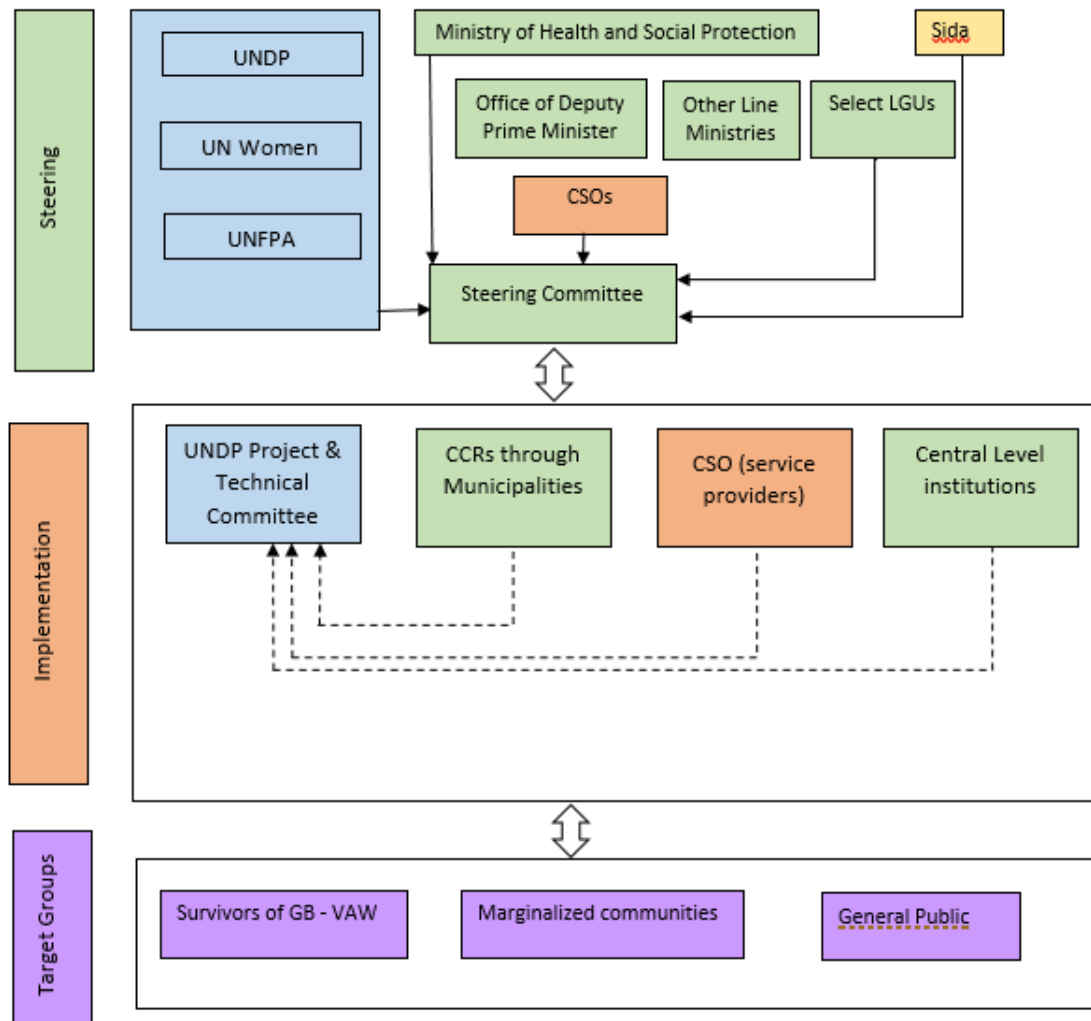 Steering
UNDP
UN Women
UNFPA
Ministry of Health and Social Protection
Sida
Office of Deputy
Prime Minister
Other Line
Ministries
Select LGUs
CSOs
Steering Committee
Implementation
UNDP Project &
Technical
Committee
CCRs through
Municipalities
CSO (service
providers)
Central Level
institutions
Target Groups
Survivors of GB - VAW
Marginalized communities
General Public